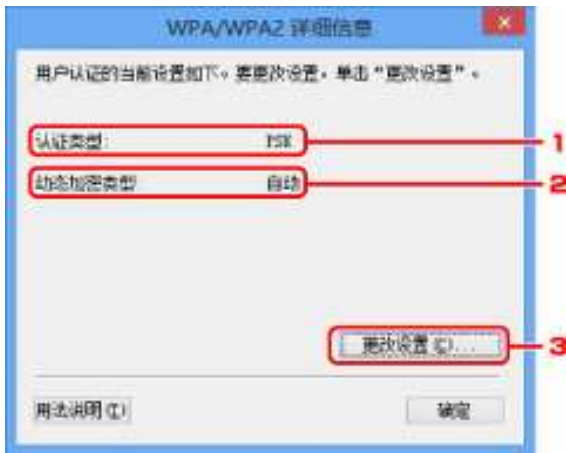 WPA/WPA2 详细信息
用户认证的当前设置如下。要更改设置，单击“更改设置”。
认证类型: PSK
1
动态加密类型 自动
2
更改设置(C)...
3
用法说明(I)
确定